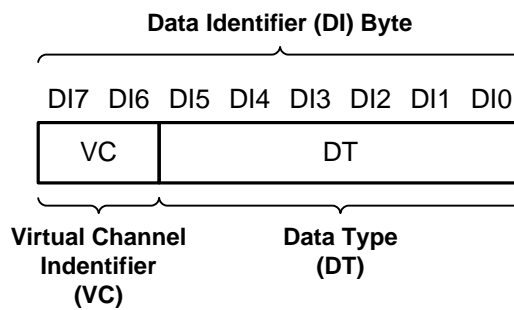 Data Identifier (DI) Byte
DI7 DI6 DI5 DI4 DI3 DI2 DI1 DI0
VC DT
Virtual Channel
Indentifier
(VC)
Data Type
(DT)